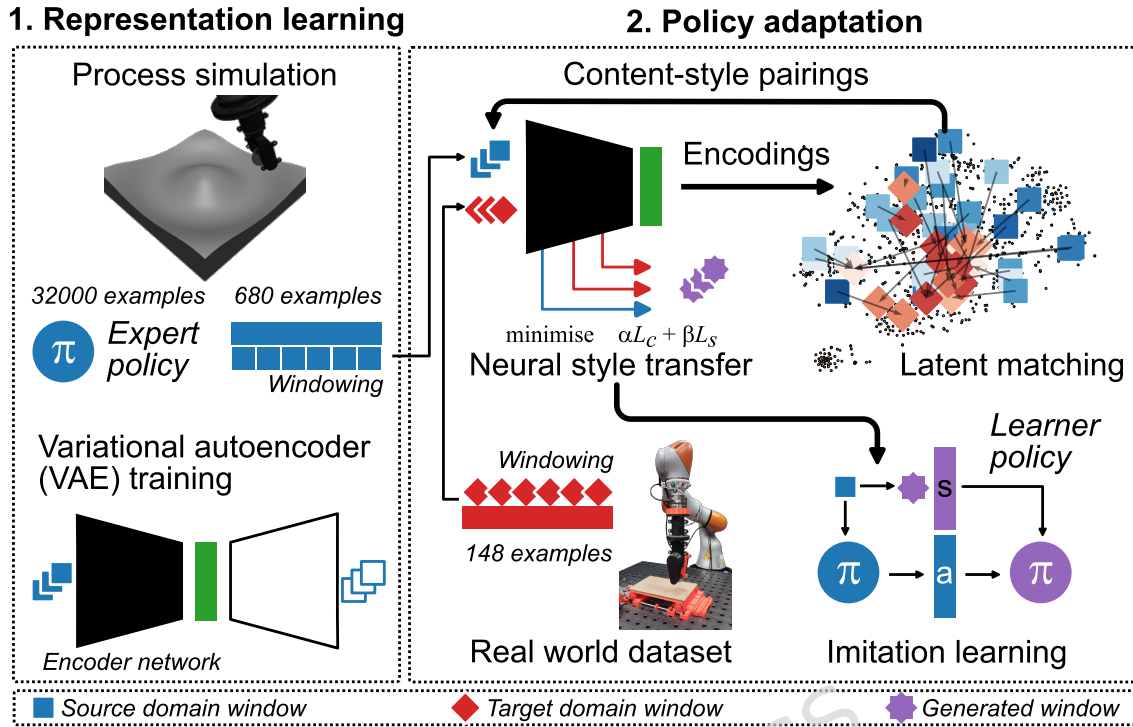 1. Representation learning
2. Policy adaptation
Process simulation
32000 examples
680 examples
π
Expert
policy
Windowing
Variational autoencoder
(VAE) training
Encoder network
Content-style pairings
Encodings
minimise αLc + βLs
Neural style transfer
Latent matching
Windowing
148 examples
Real world dataset
Learner
policy
s
π
a
π
Imitation learning
Source domain window
Target domain window
Generated window